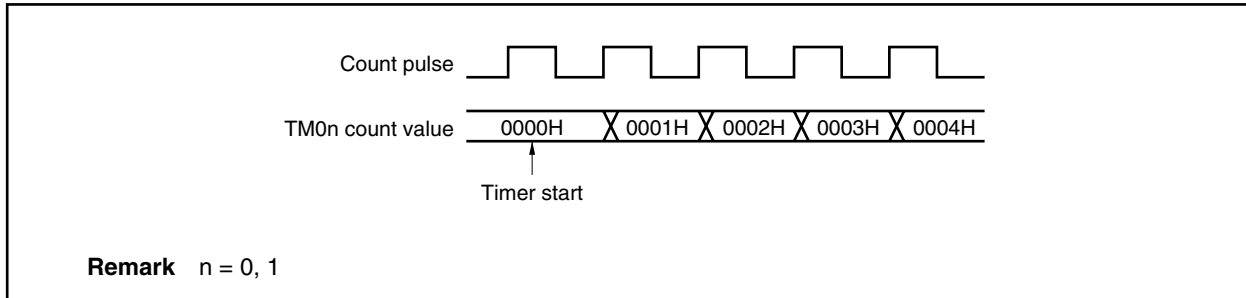 Count pulse
TM0n count value 0000H 0001H 0002H 0003H 0004H
Timer start
Remark n = 0, 1